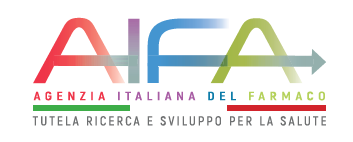 AIFA
AGENZIA ITALIANA DEL FARMACO
TUTELA RICERCA E SVILUPPO PER LA SALUTE